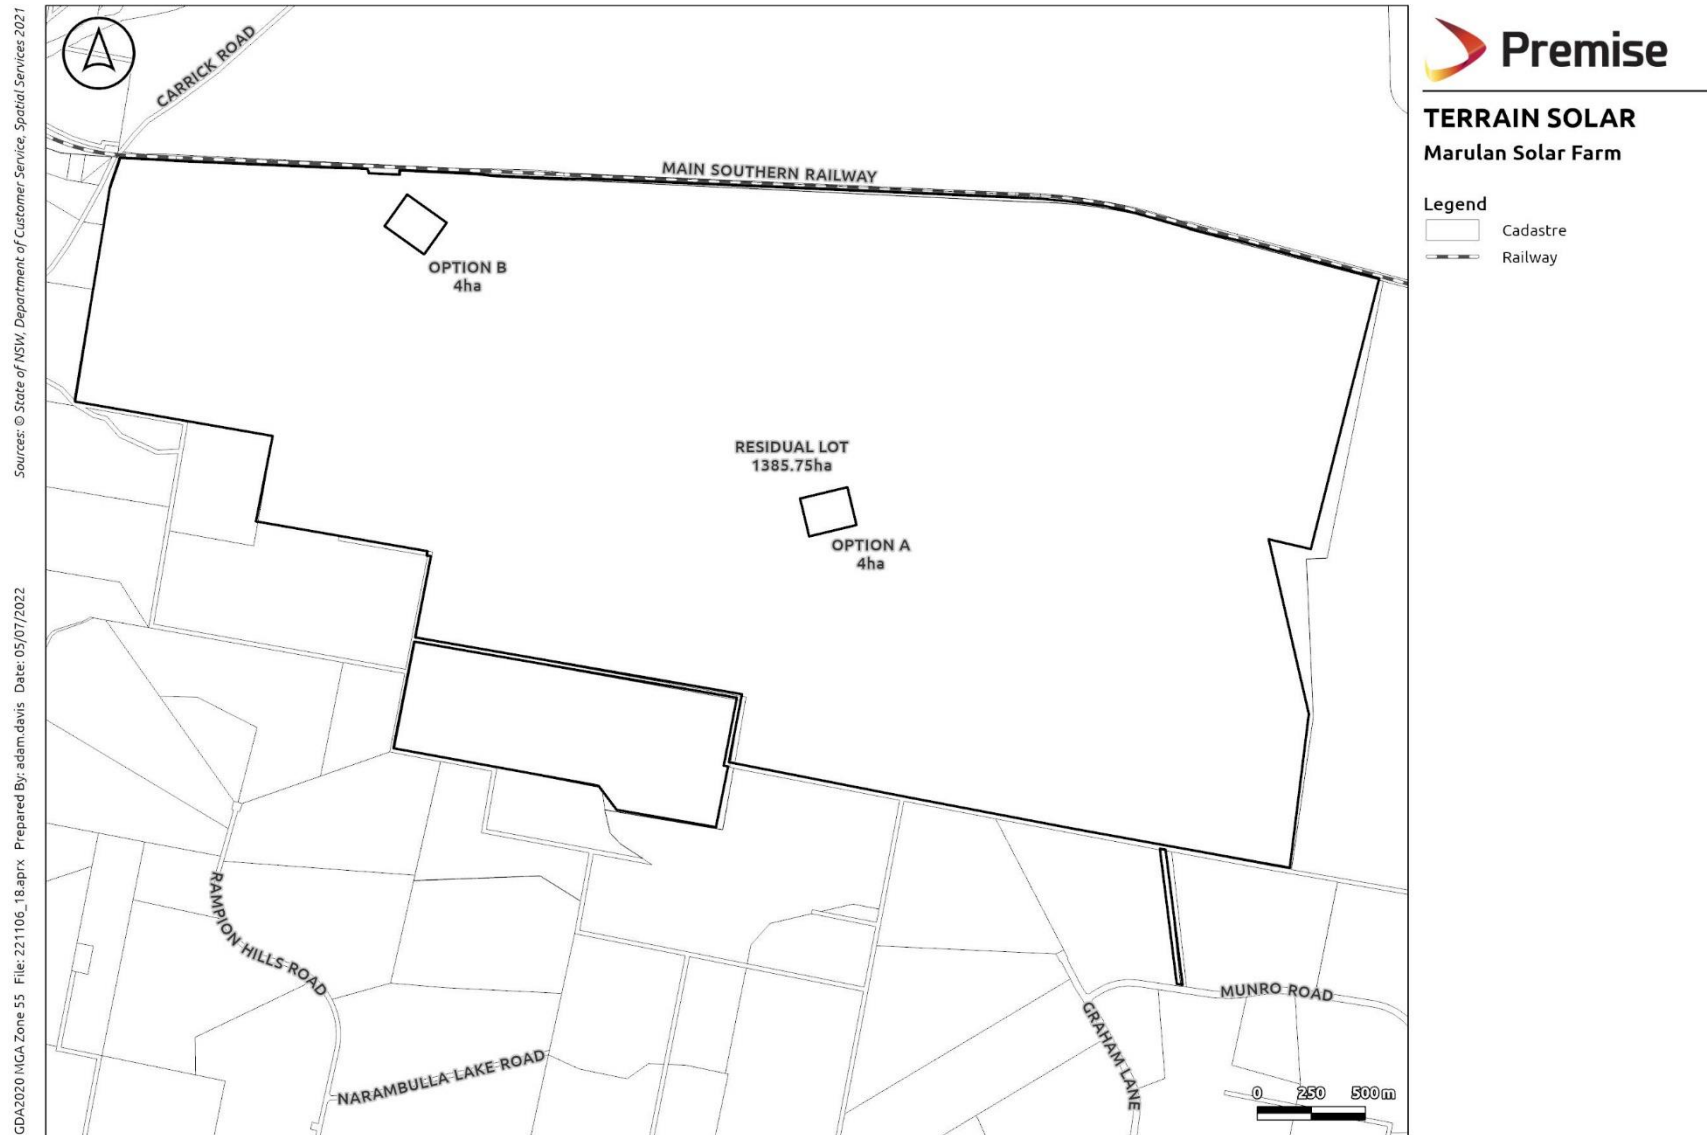 Sources: © State of NSW, Department of Customer Service, Spatial Services 2021
GDA2020 MGA Zone 55 File: 221106_18.aprx Prepared By: adam.davis Date: 05/07/2022
CARRICK ROAD
MAIN SOUTHERN RAILWAY
OPTION B
4ha
RESIDUAL LOT
1385.75ha
OPTION A
4ha
RAMPION HILLS ROAD
NARAMBULLA LAKE ROAD
GRAHAM LANE
MUNRO ROAD
0 250 500 m
Premise
TERRAIN SOLAR
Marulan Solar Farm
Legend
Cadastre
Railway